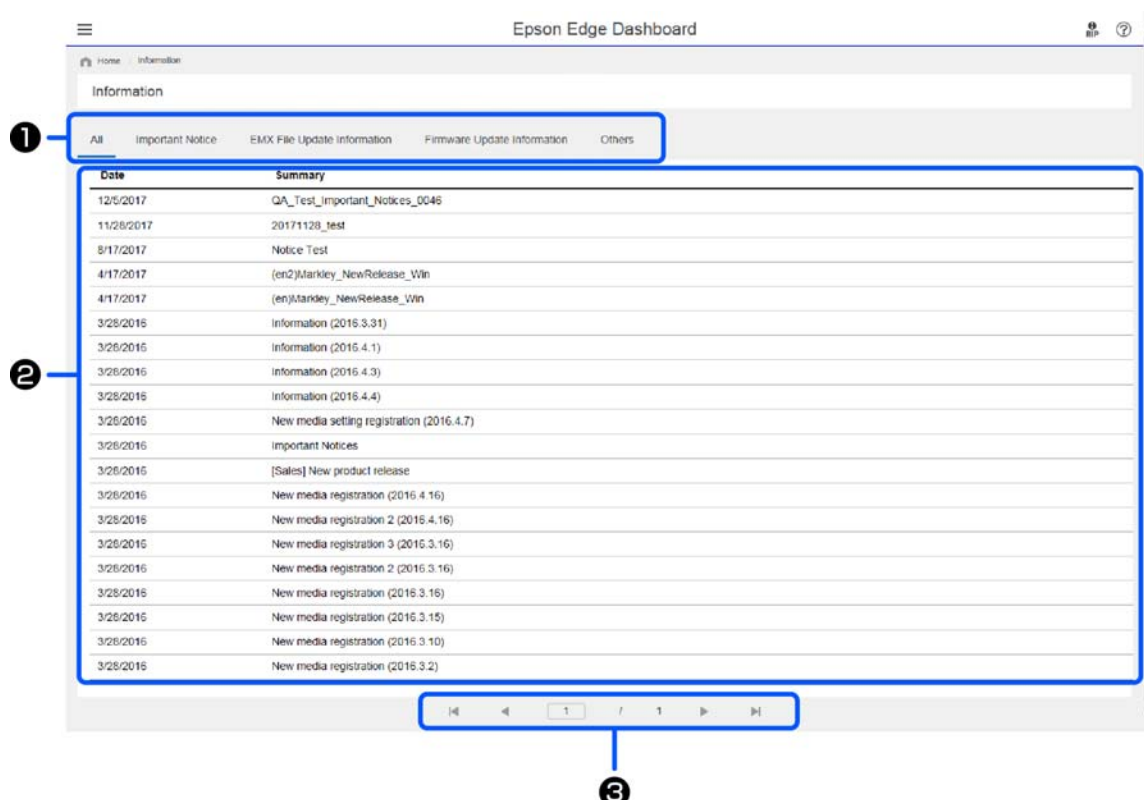 Epson Edge Dashboard
RIP
Home Information
Information
1
All Important Notice EMX File Update Information Firmware Update Information Others
Date Summary
12/5/2017 QA_Test_Important_Notices_0046
11/28/2017 20171128_test
8/17/2017 Notice Test
4/17/2017 (en2)Markley_NewRelease_Win
4/17/2017 (en)Markley_NewRelease_Win
3/28/2016 Information (2016.3.31)
3/28/2016 Information (2016.4.1)
2
3/28/2016 Information (2016.4.3)
3/28/2016 Information (2016.4.4)
3/28/2016 New media setting registration (2016.4.7)
3/28/2016 Important Notices
3/28/2016 [Sales] New product release
3/28/2016 New media registration (2016.4.16)
3/28/2016 New media registration 2 (2016.4.16)
3/28/2016 New media registration 3 (2016.3.16)
3/28/2016 New media registration 2 (2016.3.16)
3/28/2016 New media registration (2016.3.16)
3/28/2016 New media registration (2016.3.15)
3/28/2016 New media registration (2016.3.10)
3/28/2016 New media registration (2016.3.2)
1 / 1
3